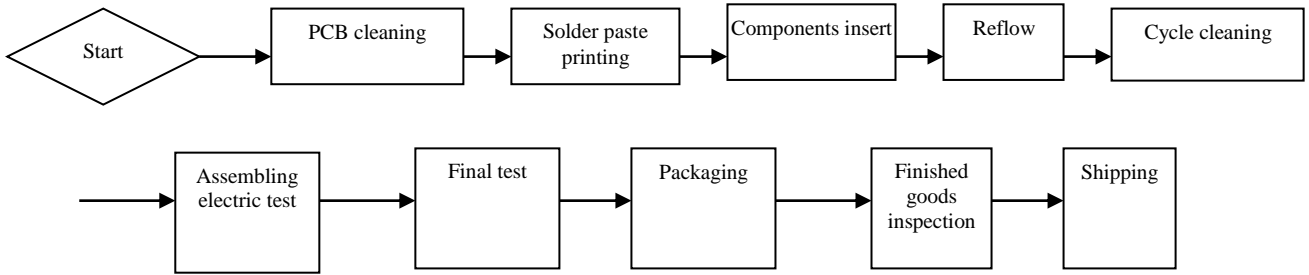 Start
PCB cleaning
Solder paste
printing
Components insert
Reflow
Cycle cleaning
Assembling
electric test
Final test
Packaging
Finished
goods
inspection
Shipping